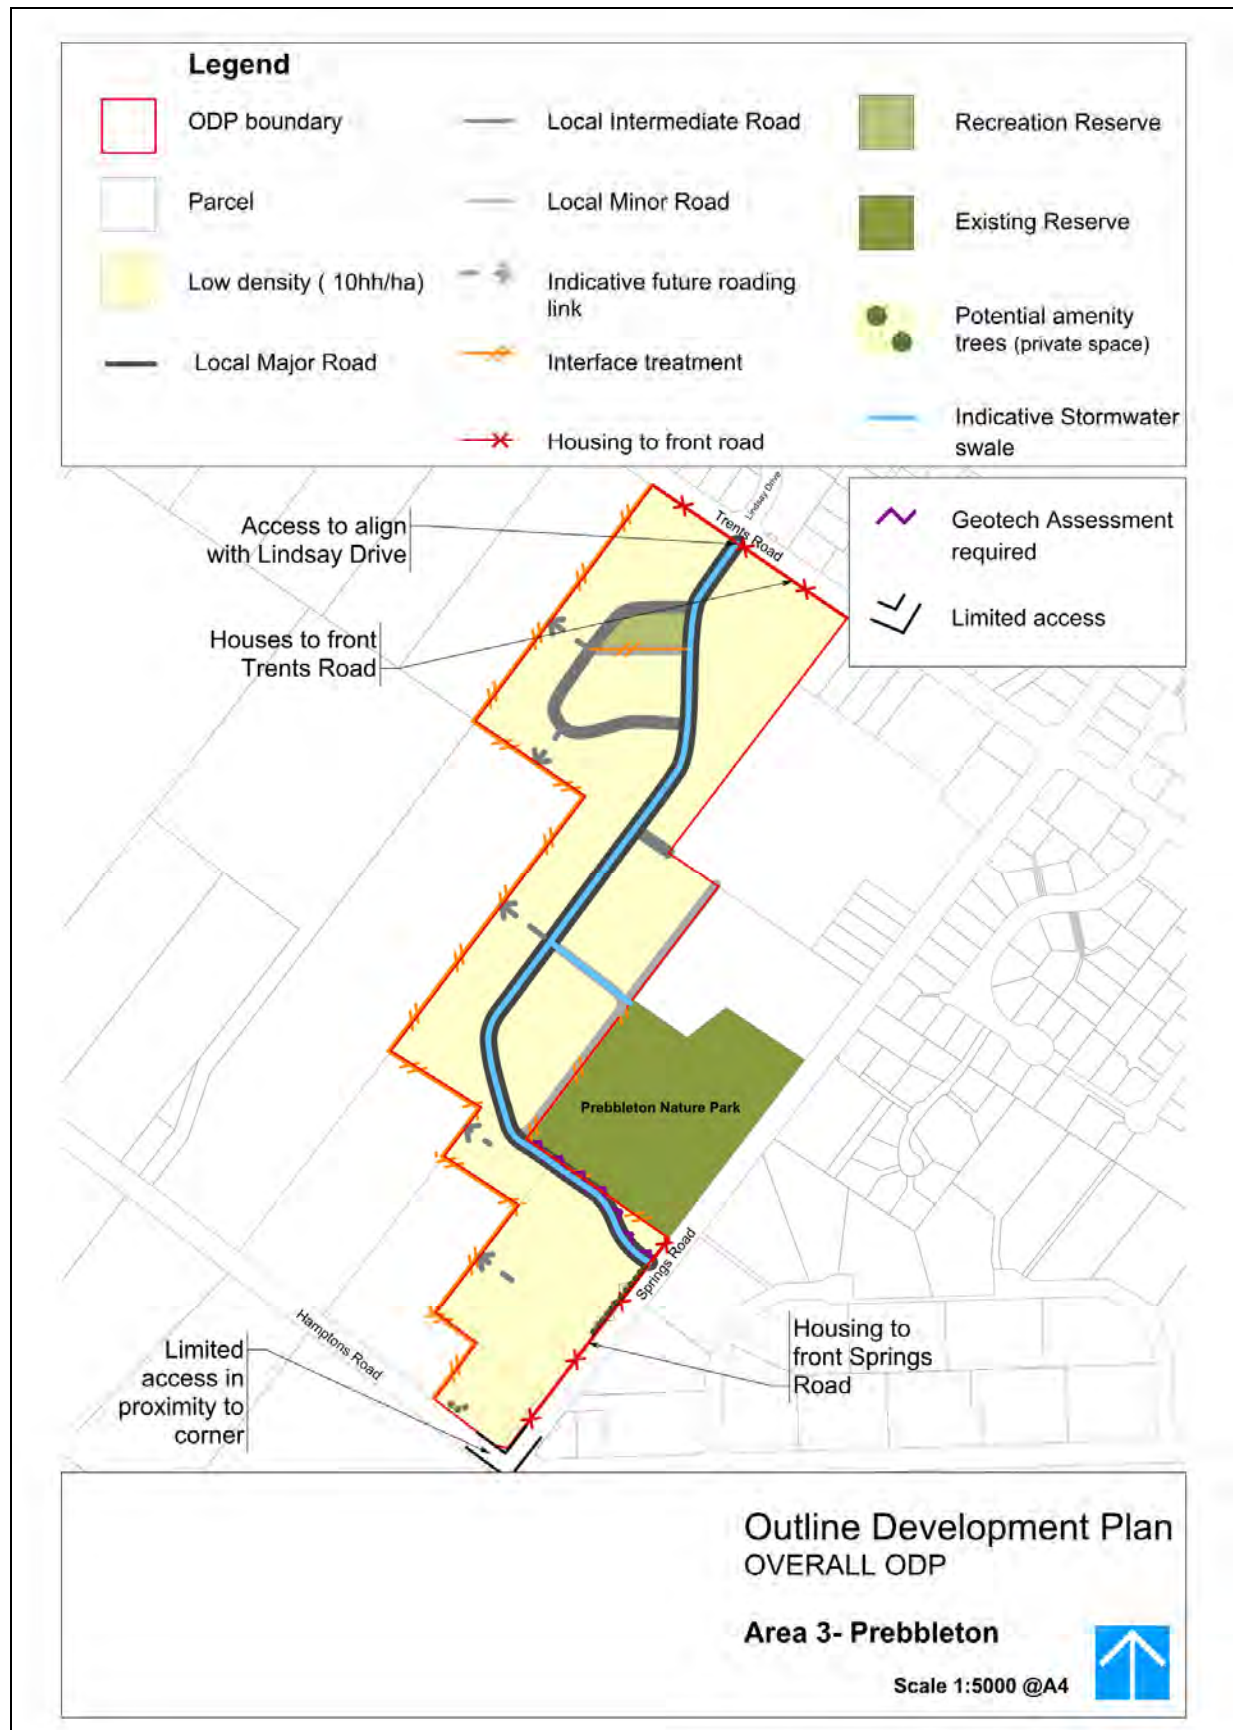 Legend
ODP boundary
Parcel
Low density ( 10hh/ha)
Local Major Road
Local Intermediate Road
Local Minor Road
Indicative future roading
link
Interface treatment
Housing to front road
Recreation Reserve
Existing Reserve
Potential amenity
trees (private space)
Indicative Stormwater
swale
Geotech Assessment
required
Limited access
Lindsay Drive
Trents Road
Access to align
with Lindsay Drive
Houses to front
Trents Road
Prebbleton Nature Park
Springs Road
Hamptons Road
Limited
access in
proximity to
corner
Housing to
front Springs
Road
Outline Development Plan
OVERALL ODP
Area 3- Prebbleton
Scale 1:5000 @A4